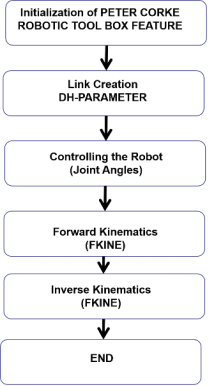 Initialization of PETER CORKE
ROBOTIC TOOL BOX FEATURE
Link Creation
DH-PARAMETER
Controlling the Robot
(Joint Angles)
Forward Kinematics
(FKINE)
Inverse Kinematics
(FKINE)
END